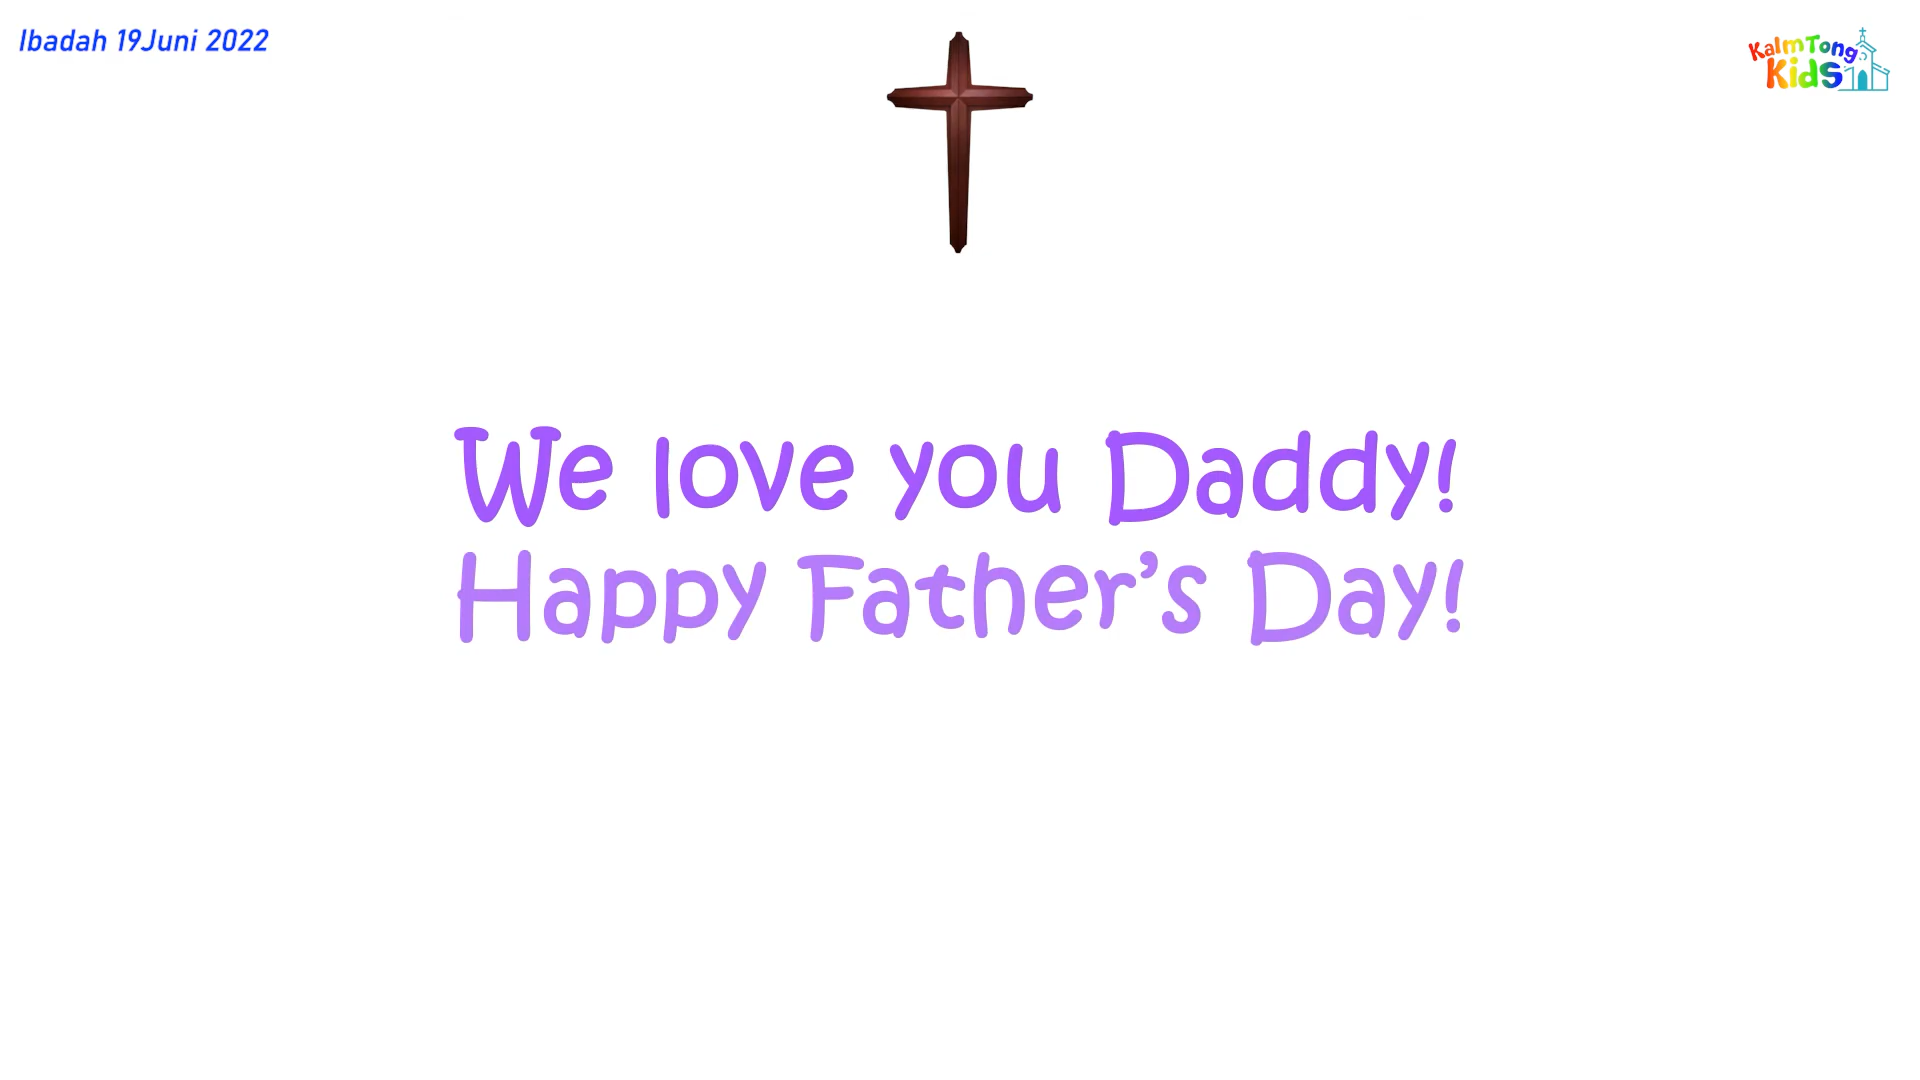 Ibadah 19Juni 2022
KalmTong
Kids
We love you Daddy!
Happy Father's Day!